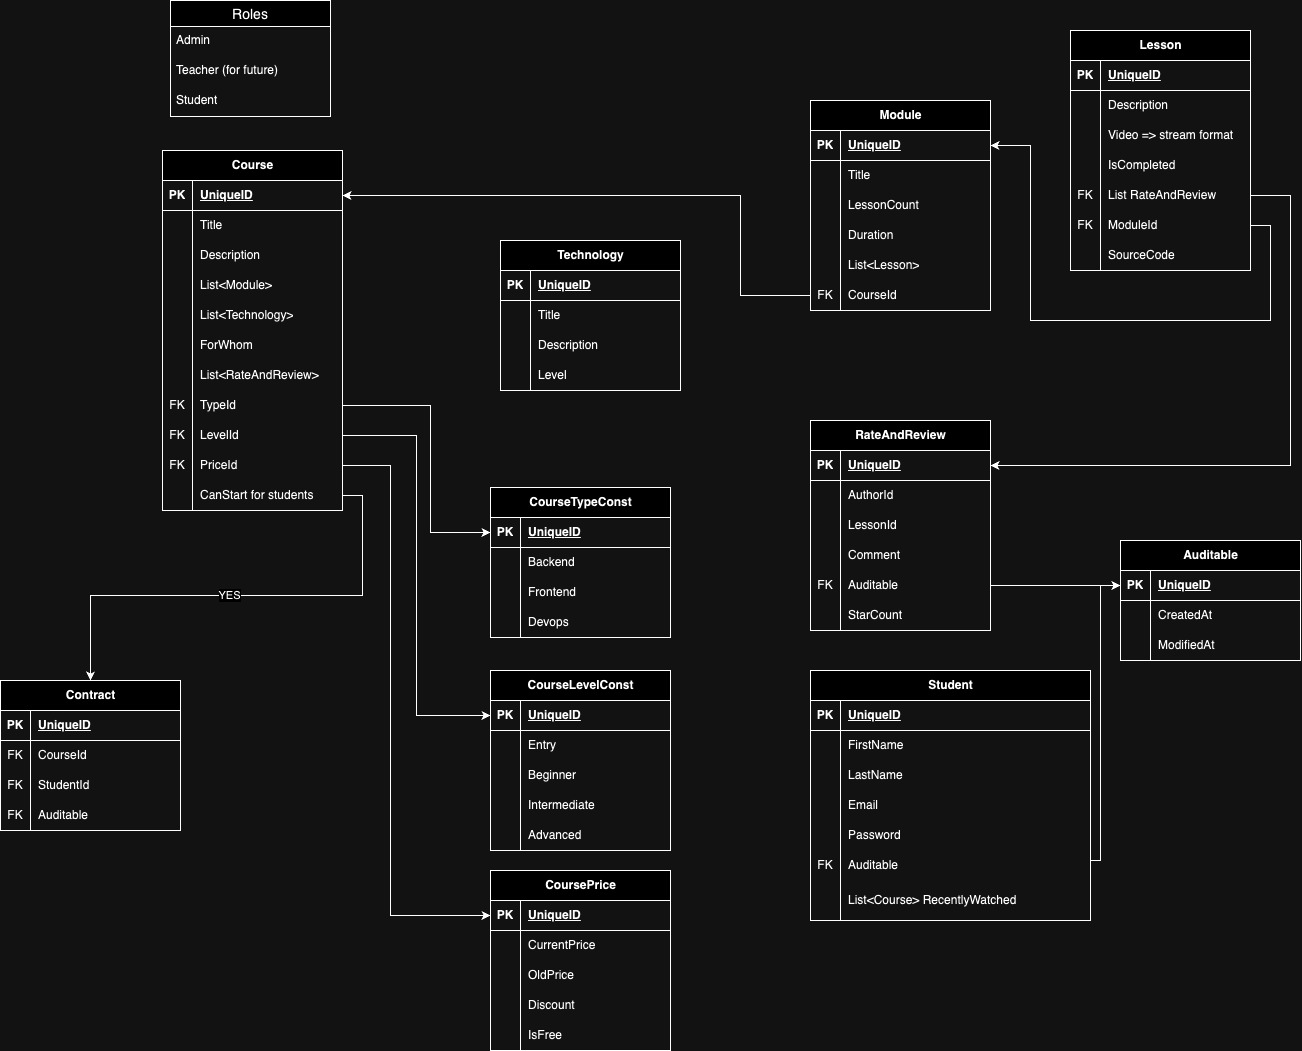 Roles
Admin
Teacher (for future)
Student
Course
PK UniqueID
Title
Description
List<Module>
List<Technology>
ForWhom
List<RateAndReview>
FK TypeId
FK LevelId
FK PriceId
CanStart for students
YES
Contract
PK UniqueID
FK CourseId
FK StudentId
FK Auditable
Technology
PK UniqueID
Title
Description
Level
CourseTypeConst
PK UniqueID
Backend
Frontend
Devops
CourseLevelConst
PK UniqueID
Entry
Beginner
Intermediate
Advanced
CoursePrice
PK UniqueID
CurrentPrice
OldPrice
Discount
IsFree
Module
PK UniqueID
Title
LessonCount
Duration
List<Lesson>
FK CourseId
Lesson
PK UniqueID
Description
Video => stream format
IsCompleted
FK List RateAndReview
FK ModuleId
SourceCode
RateAndReview
PK UniqueID
AuthorId
LessonId
Comment
FK Auditable
StarCount
Auditable
PK UniqueID
CreatedAt
ModifiedAt
Student
PK UniqueID
FirstName
LastName
Email
Password
FK Auditable
List<Course> RecentlyWatched